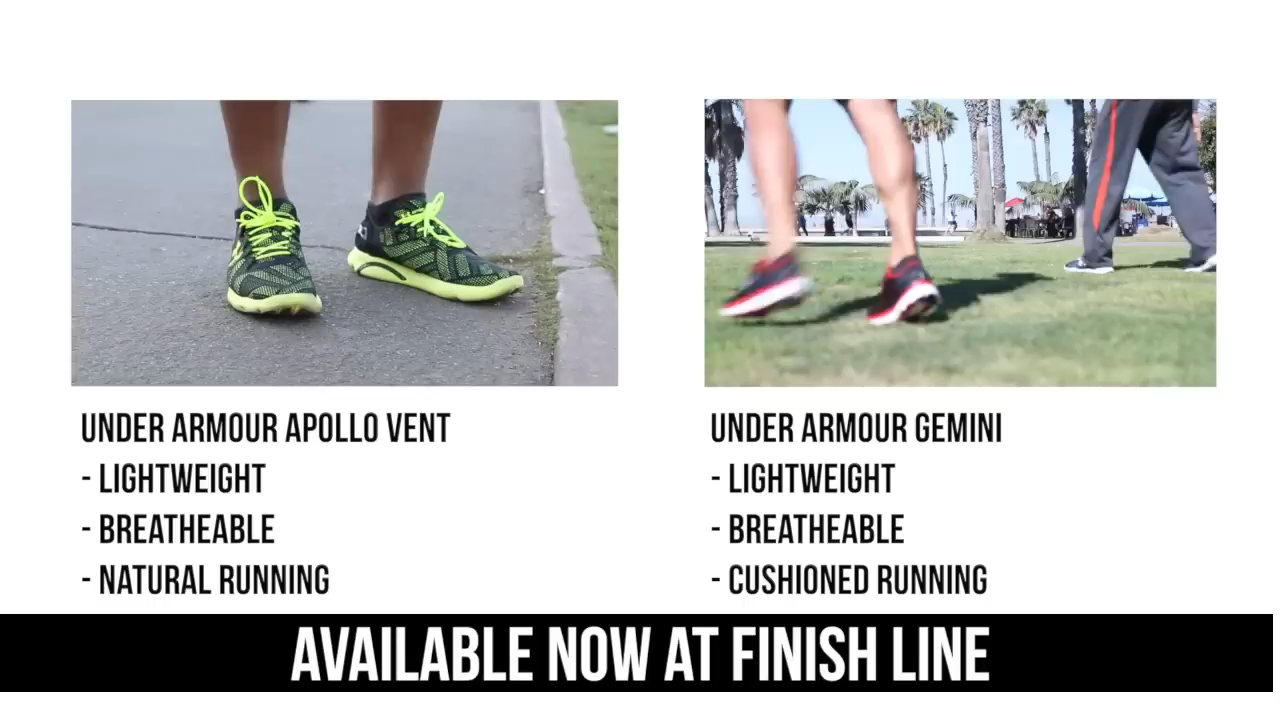 UNDER ARMOUR APOLLO VENT
- LIGHTWEIGHT
- BREATHEABLE
- NATURAL RUNNING
UNDER ARMOUR GEMINI
- LIGHTWEIGHT
- BREATHEABLE
- CUSHIONED RUNNING
AVAILABLE NOW AT FINISH LINE